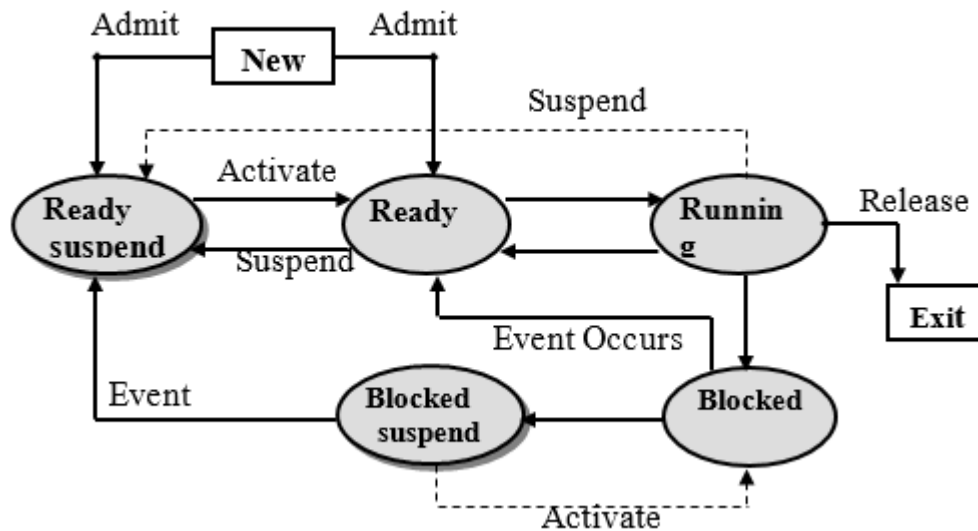 Admit
Admit
New
Suspend
Activate
Ready
suspend
Ready
Runnin
g
Release
Suspend
Exit
Event Occurs
Event
Blocked
suspend
Blocked
Activate